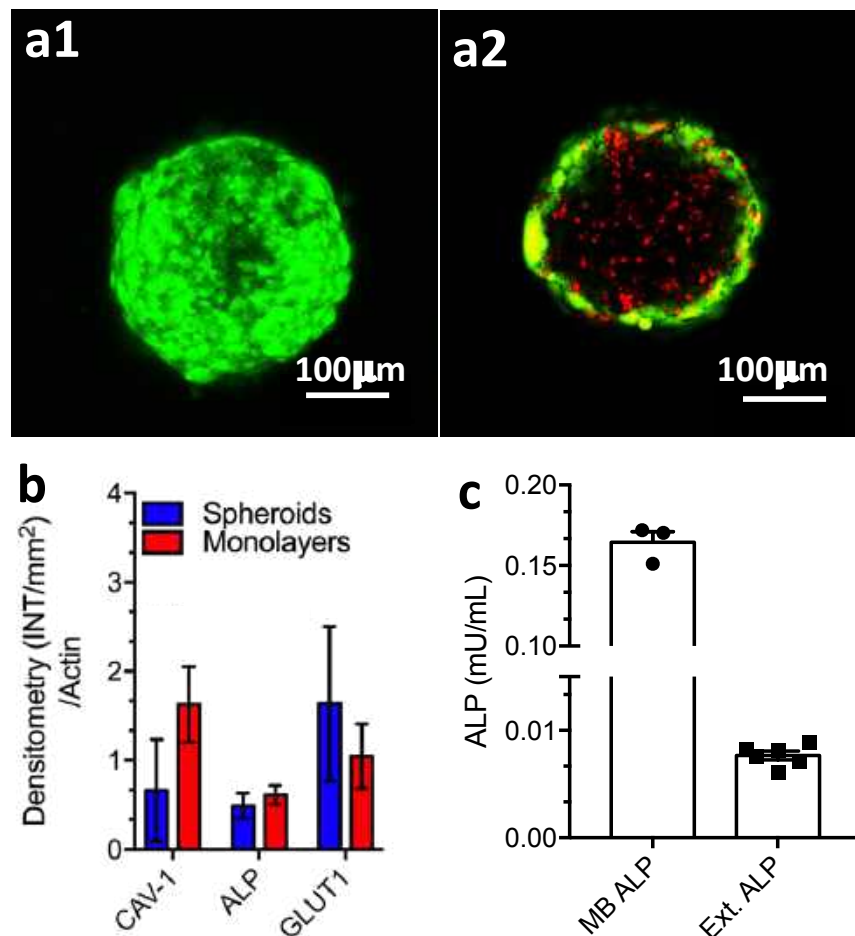 a1
a2
100μm
100μm
b
c
Densitometry (INT/mm²)
/Actin
4
3
2
1
0
Spheroids
Monolayers
CAV-1
ALP
GLUT1
ALP (mU/mL)
0.20
0.15
0.10
0.01
0.00
MB ALP
Ext. ALP